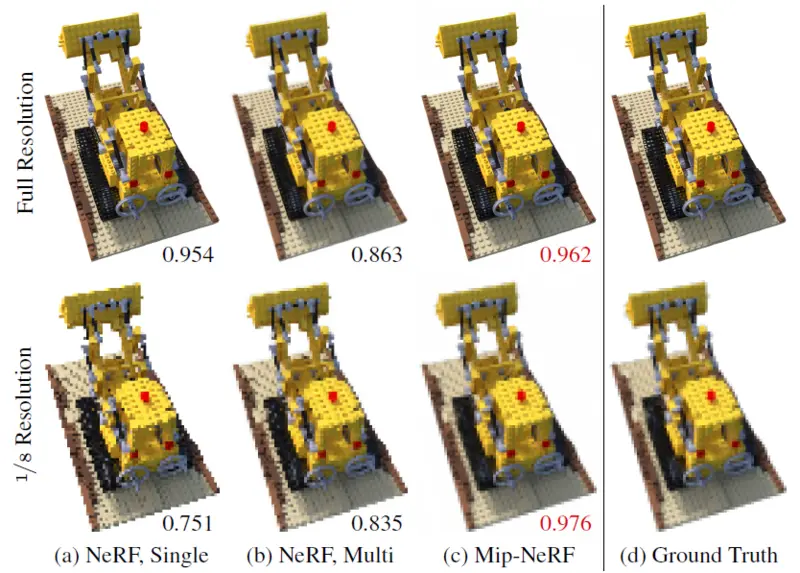 Full Resolution
0.954
0.863
0.962
1/8 Resolution
0.751
0.835
0.976
(a) NeRF, Single
(b) NeRF, Multi
(c) Mip-NeRF
(d) Ground Truth